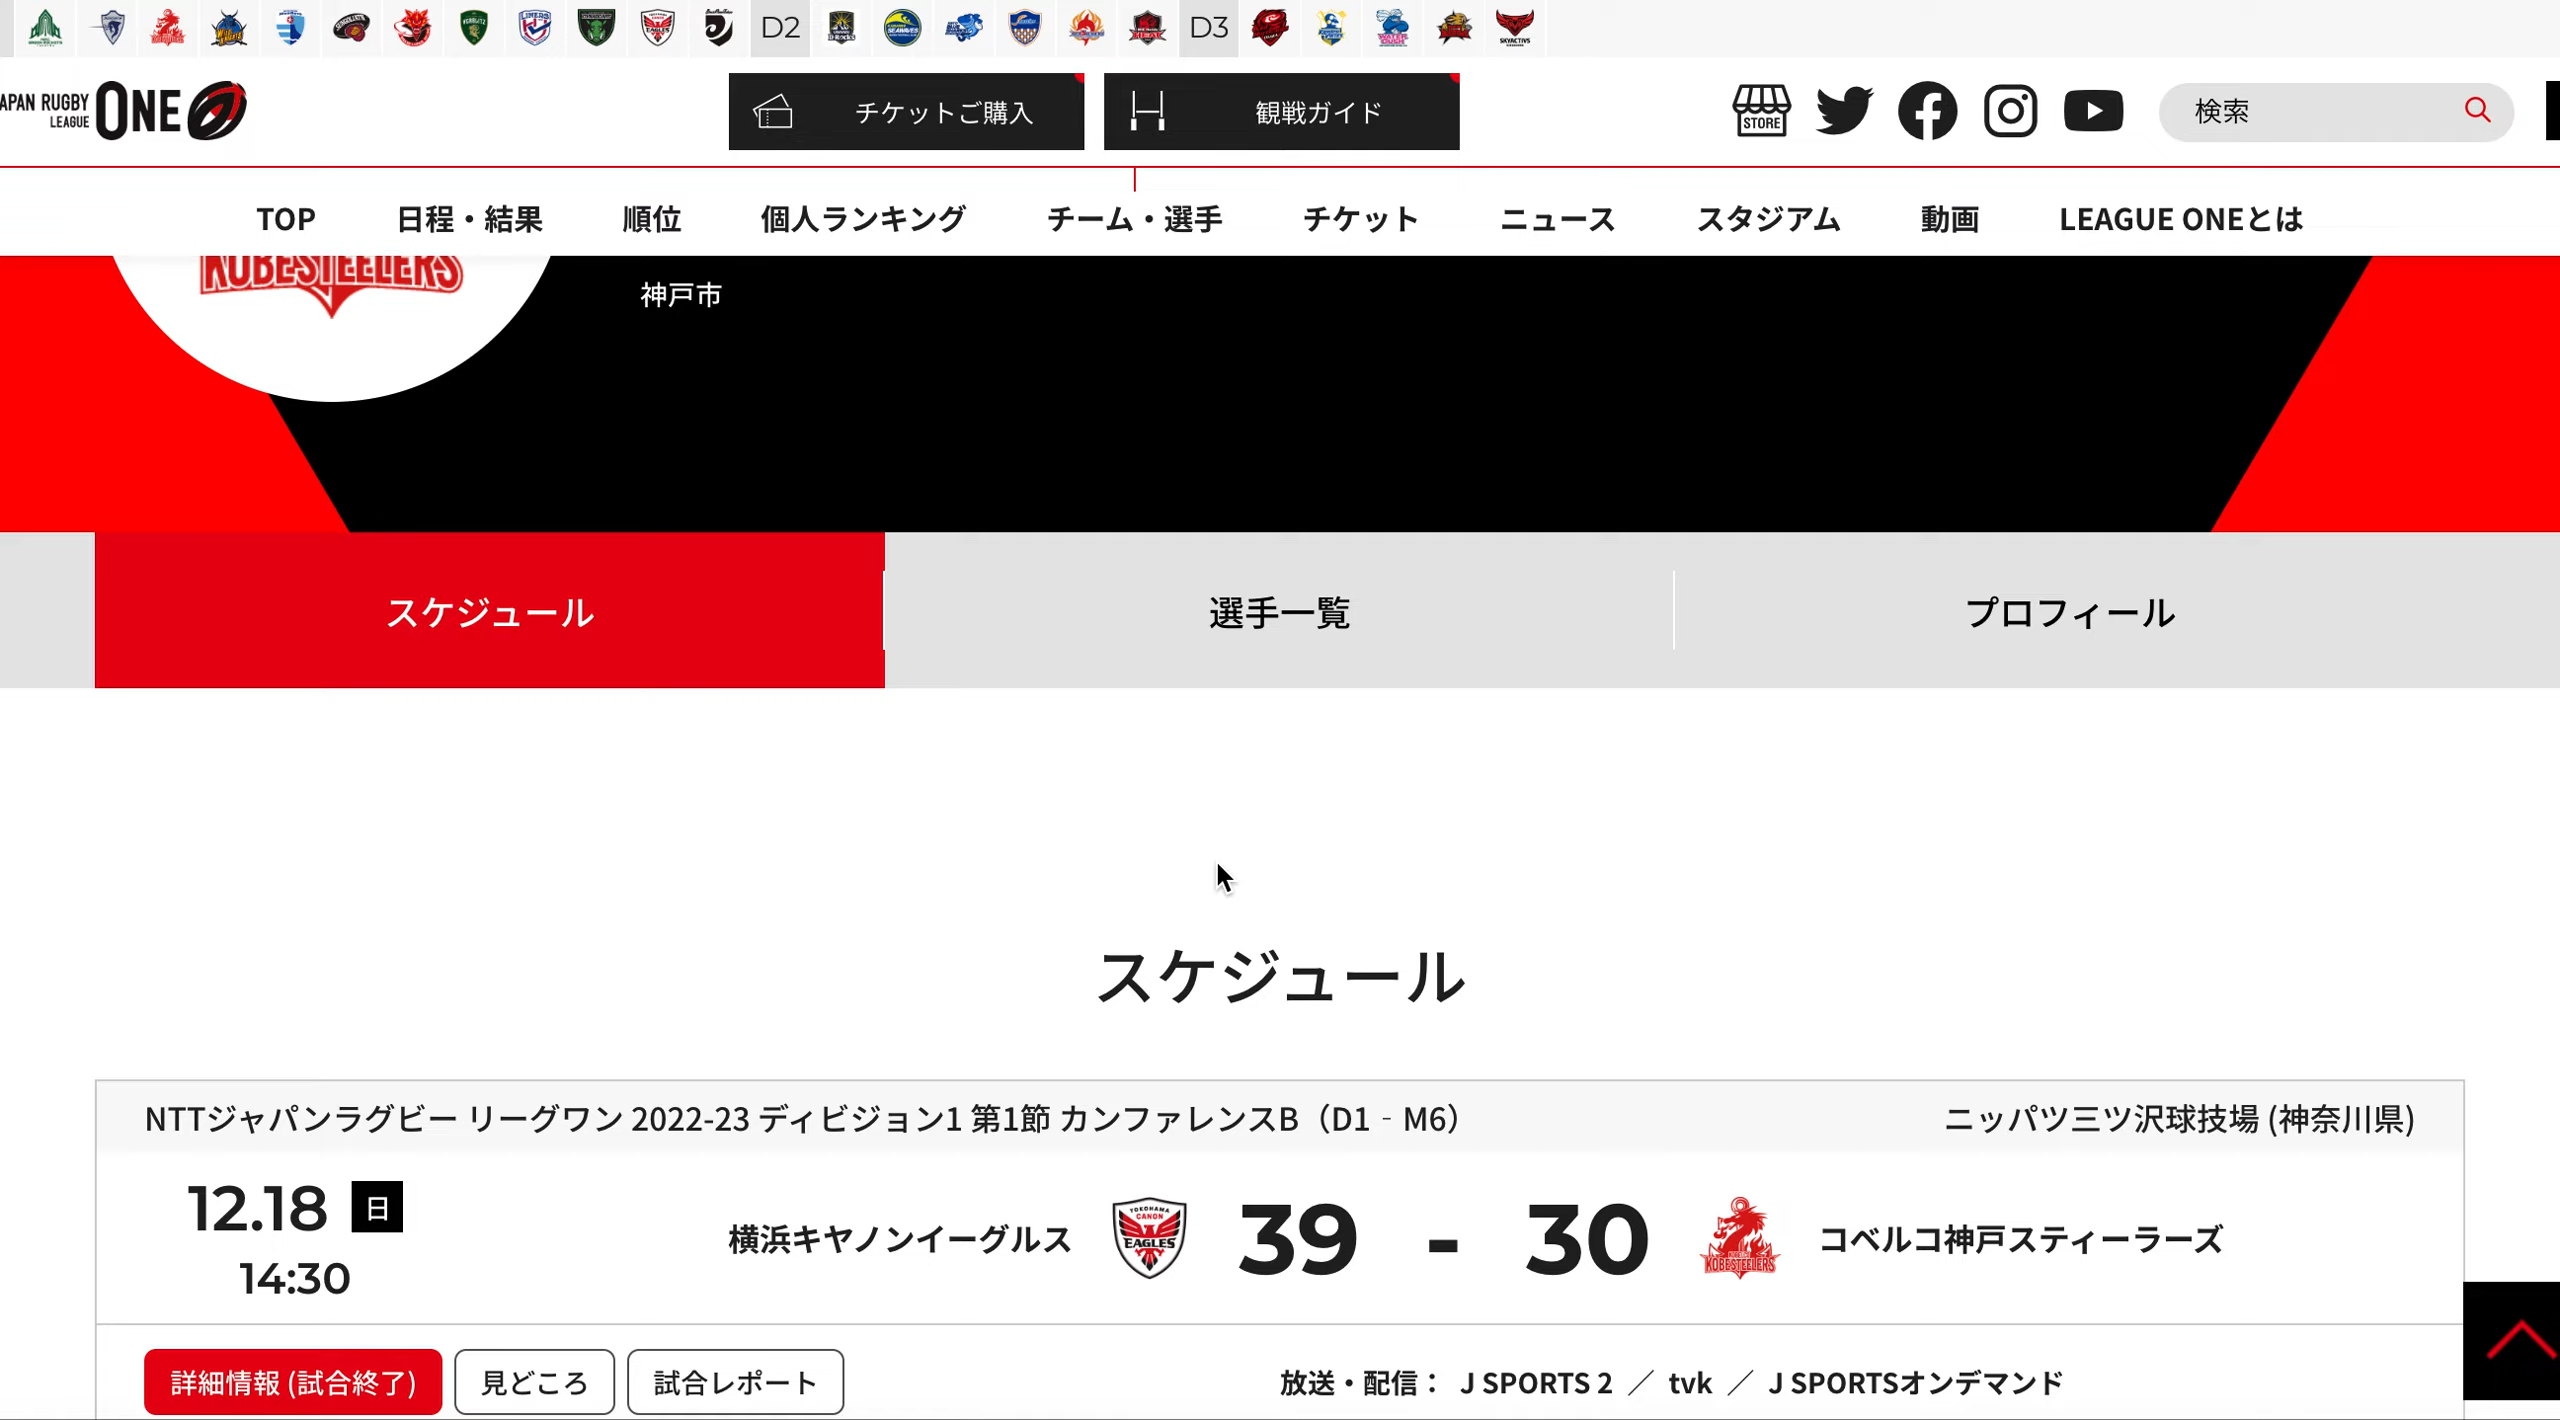 D2 D3
JAPAN RUGBY LEAGUE ONE
チケットご購入 観戦ガイド STORE 検索
TOP 日程・結果 順位 個人ランキング チーム・選手 チケット ニュース スタジアム 動画 LEAGUE ONEとは
KOBESTEELERS
神戸市
スケジュール 選手一覧 プロフィール
スケジュール
NTTジャパンラグビー リーグワン 2022-23 ディビジョン1 第1節 カンファレンスB（D1‐M6） ニッパツ三ツ沢球技場 (神奈川県)
12.18 日
14:30
横浜キヤノンイーグルス YOKOHAMA CANON EAGLES 39 - 30 KOBESTEELERS コベルコ神戸スティーラーズ
詳細情報 (試合終了) 見どころ 試合レポート 放送・配信： J SPORTS 2 ／ tvk ／ J SPORTSオンデマンド